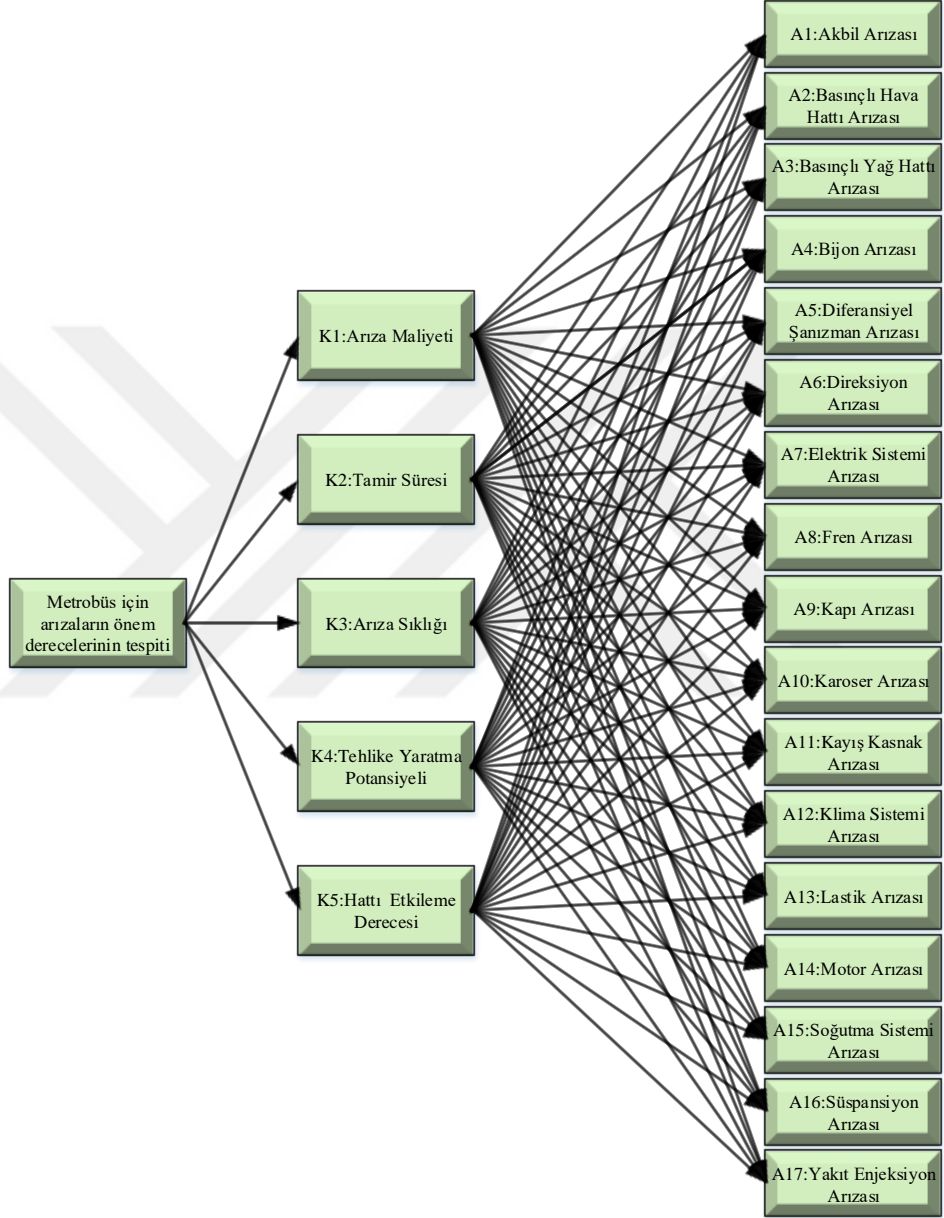 Metrobüs için
arızaların önem
derecelerinin tespiti
K1:Arıza Maliyeti
K2:Tamir Süresi
K3:Arıza Sıklığı
K4:Tehlike Yaratma
Potansiyeli
K5:Hattı Etkileme
Derecesi
A1:Akbil Arızası
A2:Basınçlı Hava
Hattı Arızası
A3:Basınçlı Yağ Hattı
Arızası
A4:Bijon Arızası
A5:Diferansiyel
Şanızman Arızası
A6:Direksiyon
Arızası
A7:Elektrik Sistemi
Arızası
A8:Fren Arızası
A9:Kapı Arızası
A10:Karoser Arızası
A11:Kayış Kasnak
Arızası
A12:Klima Sistemi
Arızası
A13:Lastik Arızası
A14:Motor Arızası
A15:Soğutma Sistemi
Arızası
A16:Süspansiyon
Arızası
A17:Yakıt Enjeksiyon
Arızası